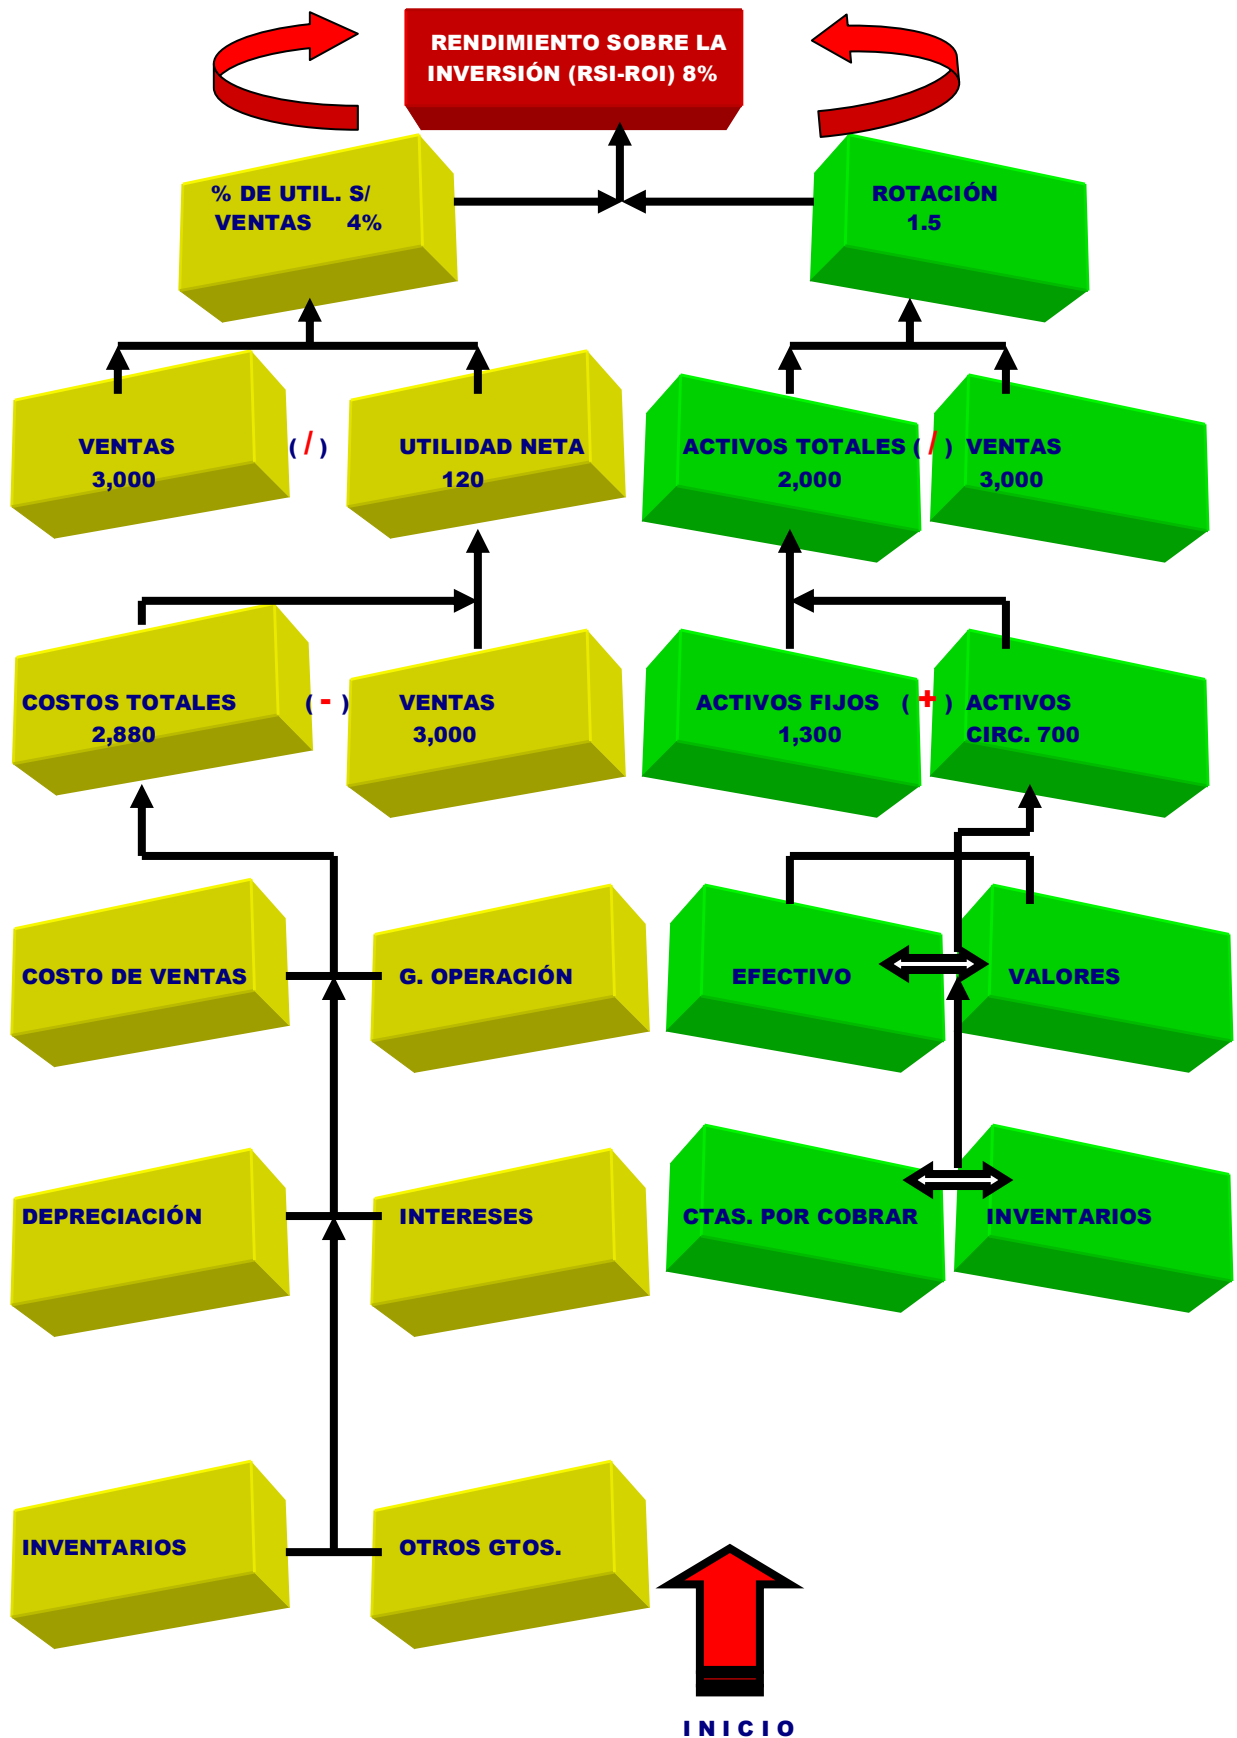 RENDIMIENTO SOBRE LA
INVERSIÓN (RSI-ROI) 8%
% DE UTIL. S/
VENTAS 4%
ROTACIÓN
1.5
VENTAS ( / ) UTILIDAD NETA ACTIVOS TOTALES ( / ) VENTAS
3,000 120 2,000 3,000
COSTOS TOTALES ( - ) VENTAS ACTIVOS FIJOS ( + ) ACTIVOS
2,880 3,000 1,300 CIRC. 700
COSTO DE VENTAS G. OPERACIÓN EFECTIVO VALORES
DEPRECIACIÓN INTERESES CTAS. POR COBRAR INVENTARIOS
INVENTARIOS OTROS GTOS.
I N I C I O